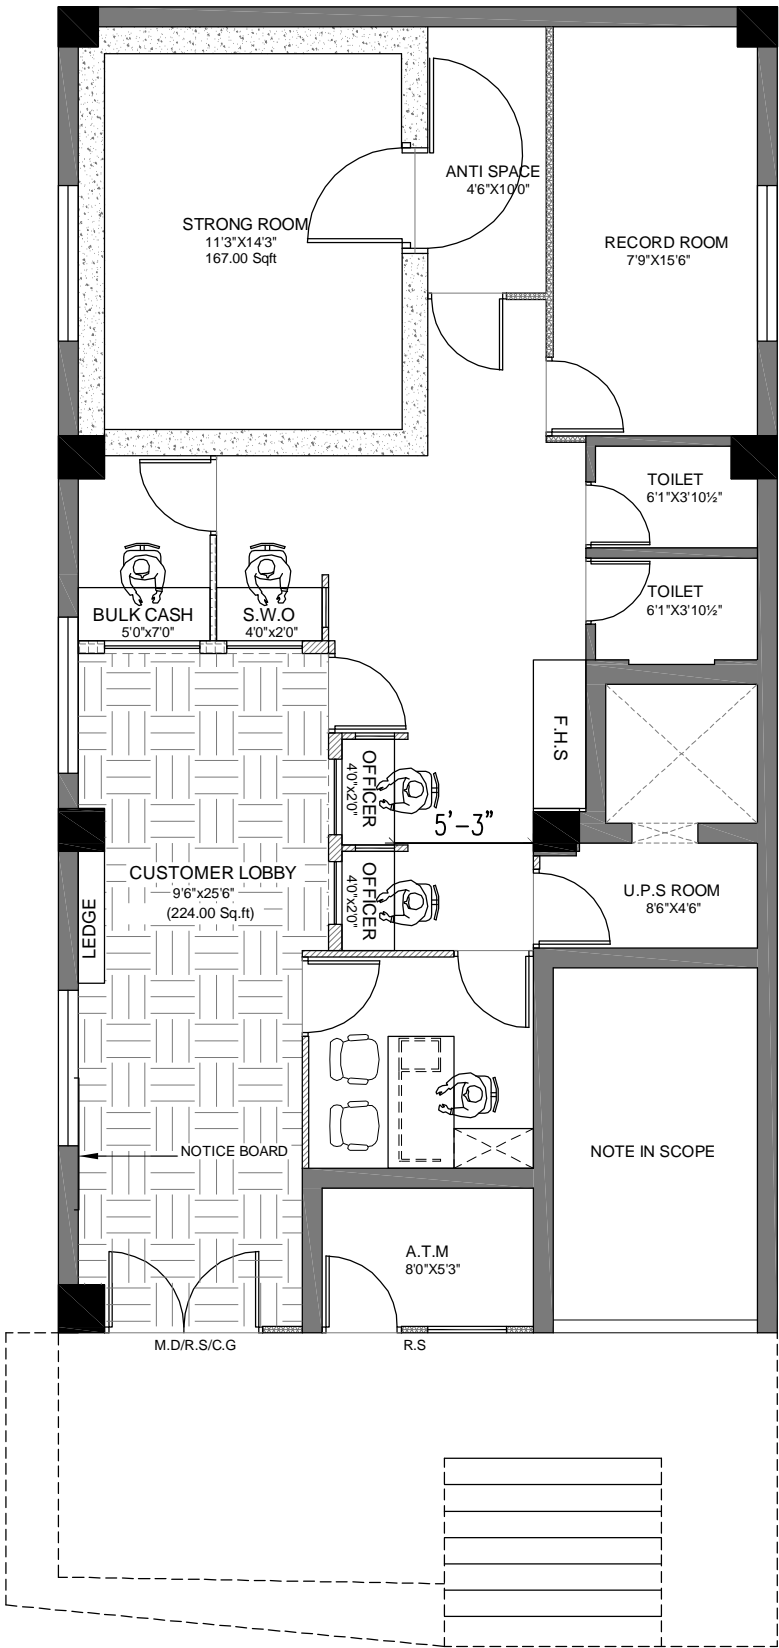 ANTI SPACE
4'6"X10'0"
STRONG ROOM
11'3"X14'3"
167.00 Sqft
RECORD ROOM
7'9"X15'6"
TOILET
6'1"X3'10½"
TOILET
6'1"X3'10½"
BULK CASH
5'0"x7'0"
S.W.O
4'0"x2'0"
F.H.S
OFFICER
4'0"x2'0"
5'-3"
OFFICER
4'0"x2'0"
CUSTOMER LOBBY
9'6"x25'6"
(224.00 Sq.ft)
U.P.S ROOM
8'6"X4'6"
LEDGE
NOTICE BOARD
NOTE IN SCOPE
A.T.M
8'0"X5'3"
M.D/R.S/C.G
R.S